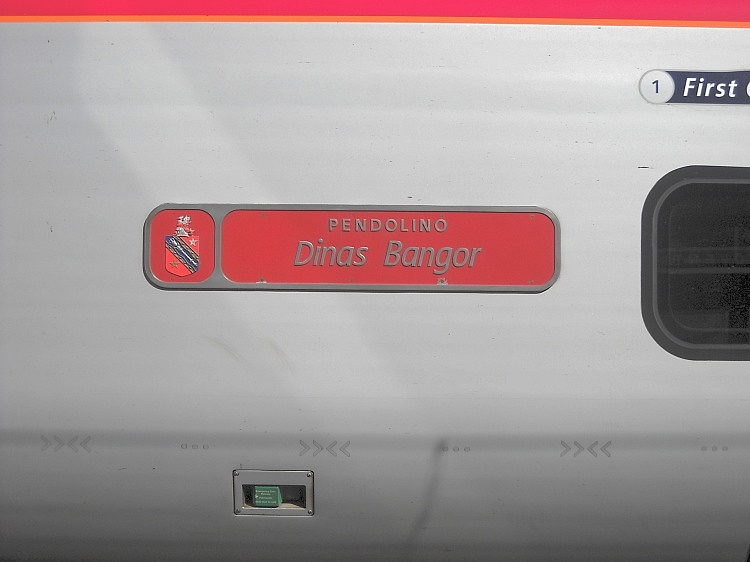 1 First
PENDOLINO
Dinas Bangor